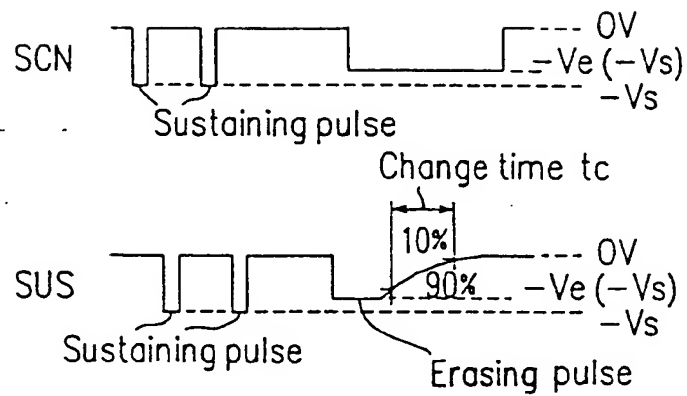 SCN
0V
-Ve (-Vs)
-Vs
Sustaining pulse
Change time tc
10%
90%
SUS
0V
-Ve (-Vs)
-Vs
Sustaining pulse
Erasing pulse